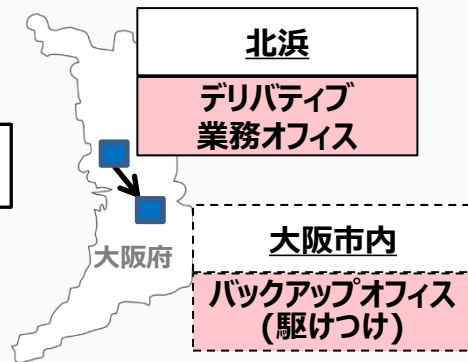 北浜
デリバティブ
業務オフィス
大阪府
大阪市内
バックアップオフィス
(駆けつけ)